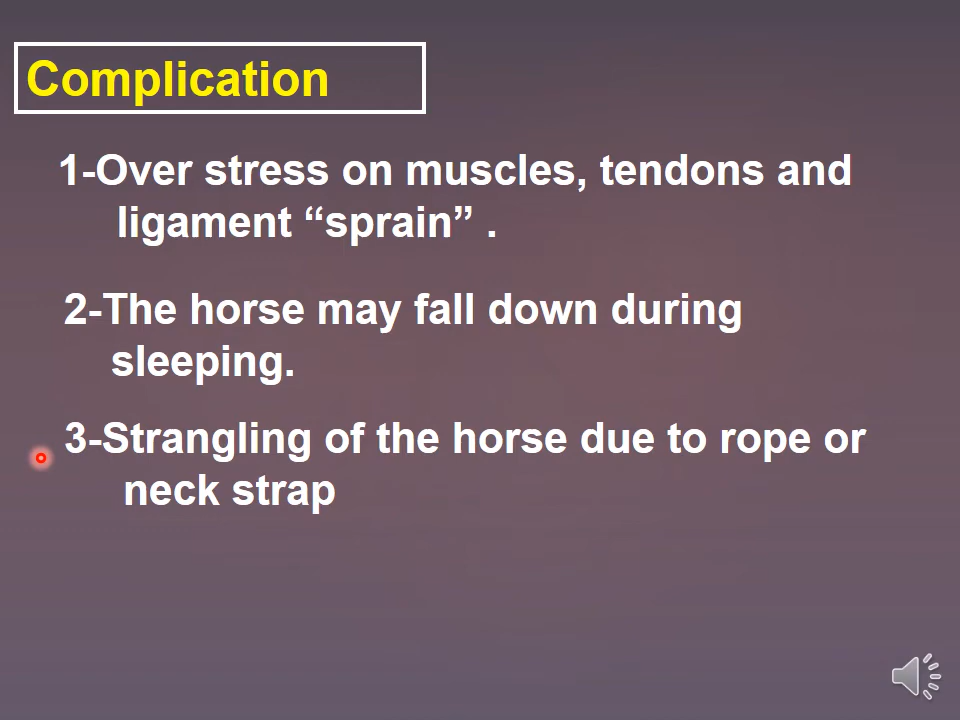 Complication
1-Over stress on muscles, tendons and
ligament “sprain” .
2-The horse may fall down during
sleeping.
3-Strangling of the horse due to rope or
neck strap